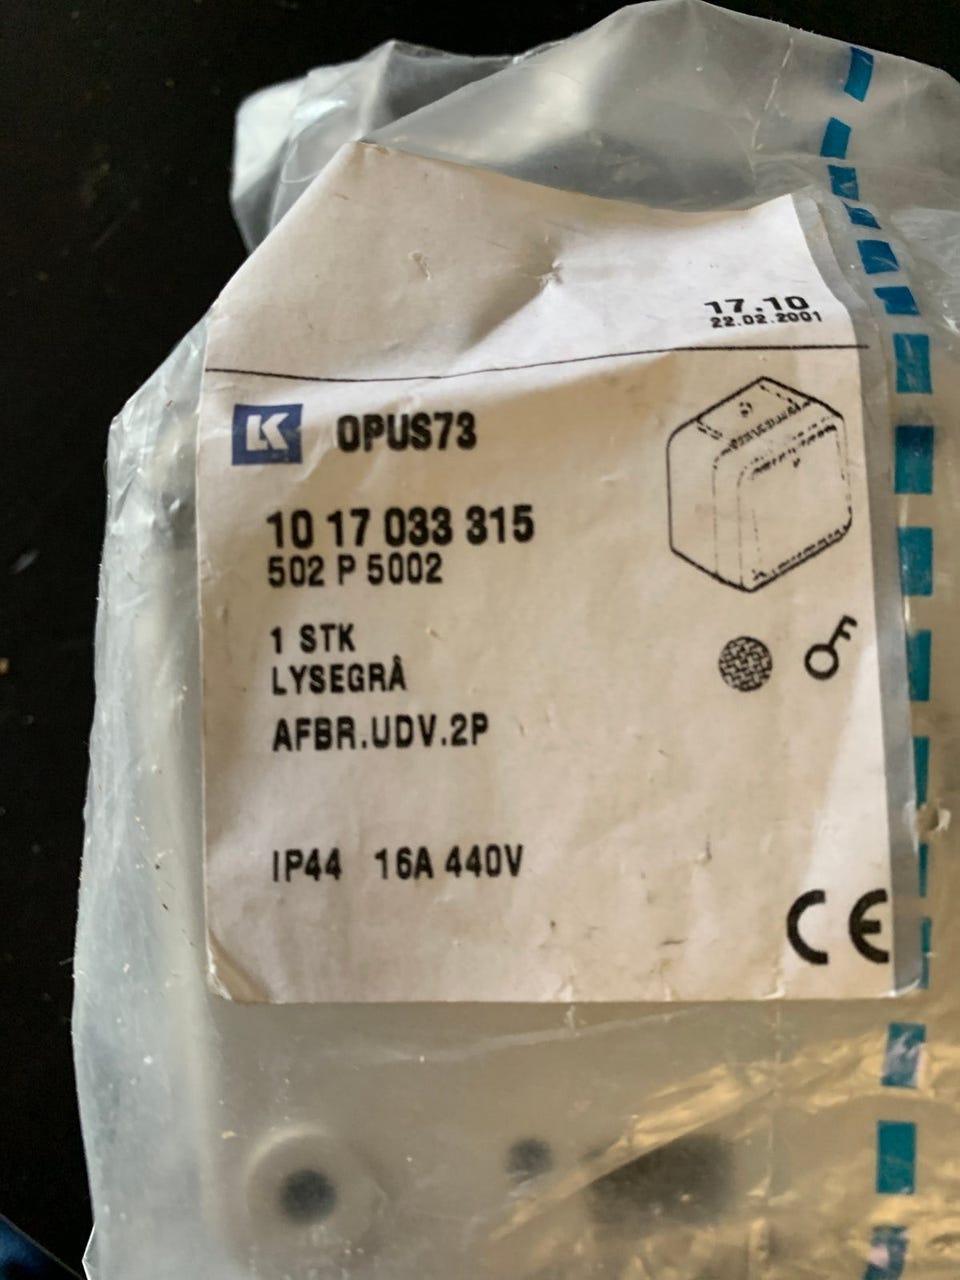 17.10
22.02.2001
LK OPUS73
10 17 033 315
502 P 5002
1 STK
LYSEGRÅ
AFBR.UDV.2P
IP44 16A 440V
CE